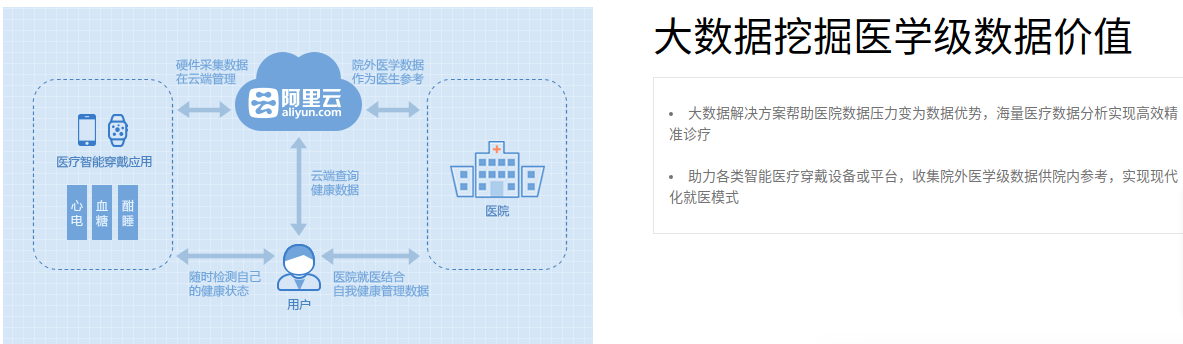 硬件采集数据
在云端管理
院外医学数据
作为医生参考
阿里云
aliyun.com
医疗智能穿戴应用
心电
血糖
酣睡
云端查询
健康数据
医院
随时检测自己
的健康状态
医院就医结合
自我健康管理数据
用户
大数据挖掘医学级数据价值
• 大数据解决方案帮助医院数据压力变为数据优势，海量医疗数据分析实现高效精
准诊疗
• 助力各类智能医疗穿戴设备或平台，收集院外医学级数据供院内参考，实现现代
化就医模式